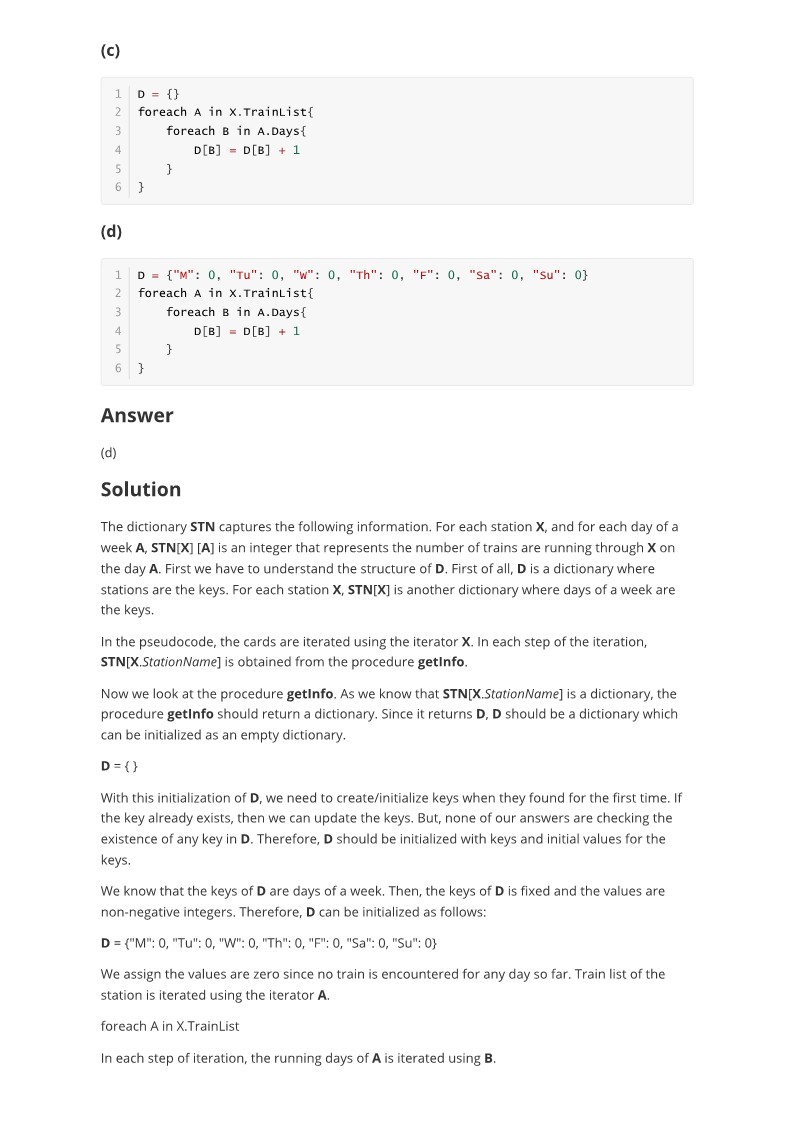 (c)
1 D = {}
2 foreach A in X.TrainList{
3     foreach B in A.Days{
4         D[B] = D[B] + 1
5     }
6 }
(d)
1 D = {"M": 0, "Tu": 0, "W": 0, "Th": 0, "F": 0, "Sa": 0, "Su": 0}
2 foreach A in X.TrainList{
3     foreach B in A.Days{
4         D[B] = D[B] + 1
5     }
6 }
Answer
(d)
Solution
The dictionary STN captures the following information. For each station X, and for each day of a
week A, STN[X] [A] is an integer that represents the number of trains are running through X on
the day A. First we have to understand the structure of D. First of all, D is a dictionary where
stations are the keys. For each station X, STN[X] is another dictionary where days of a week are
the keys.
In the pseudocode, the cards are iterated using the iterator X. In each step of the iteration,
STN[X.StationName] is obtained from the procedure getInfo.
Now we look at the procedure getInfo. As we know that STN[X.StationName] is a dictionary, the
procedure getInfo should return a dictionary. Since it returns D, D should be a dictionary which
can be initialized as an empty dictionary.
D = { }
With this initialization of D, we need to create/initialize keys when they found for the first time. If
the key already exists, then we can update the keys. But, none of our answers are checking the
existence of any key in D. Therefore, D should be initialized with keys and initial values for the
keys.
We know that the keys of D are days of a week. Then, the keys of D is fixed and the values are
non-negative integers. Therefore, D can be initialized as follows:
D = {"M": 0, "Tu": 0, "W": 0, "Th": 0, "F": 0, "Sa": 0, "Su": 0}
We assign the values are zero since no train is encountered for any day so far. Train list of the
station is iterated using the iterator A.
foreach A in X.TrainList
In each step of iteration, the running days of A is iterated using B.